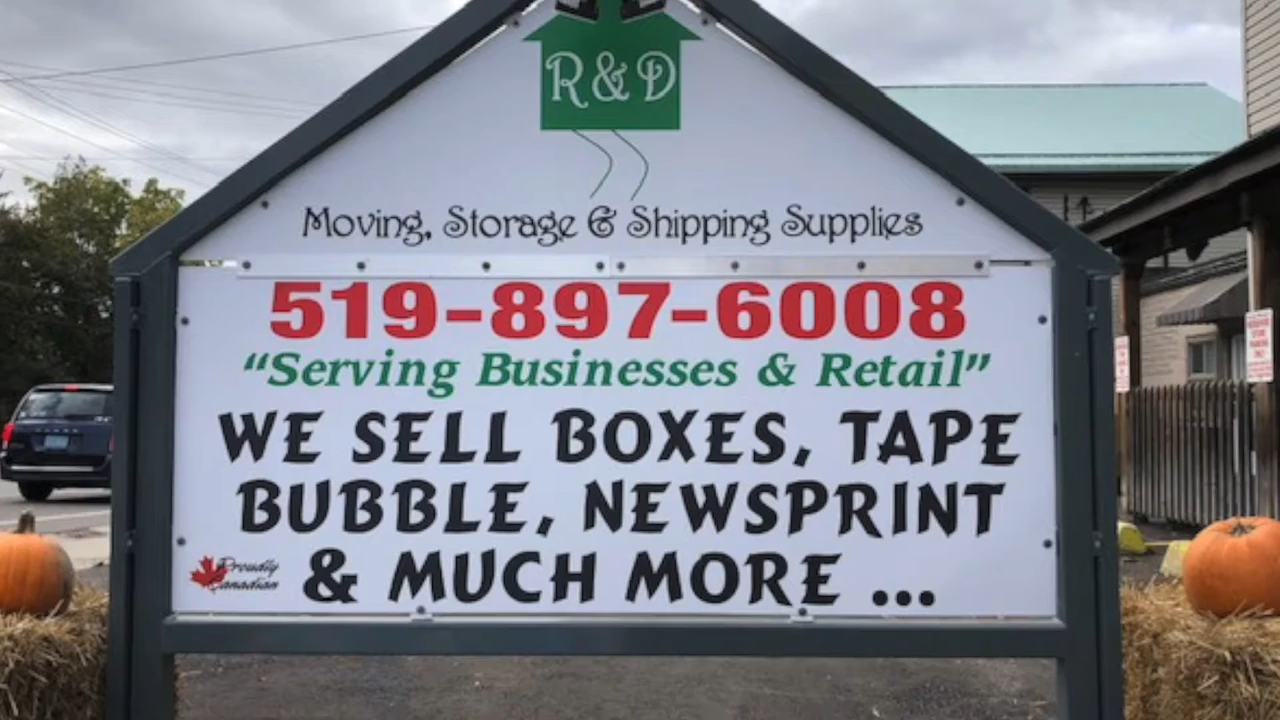 R&D
Moving, Storage & Shipping Supplies
519-897-6008
“Serving Businesses & Retail”
WE SELL BOXES, TAPE
BUBBLE, NEWSPRINT
& MUCH MORE ...
Proudly
Canadian